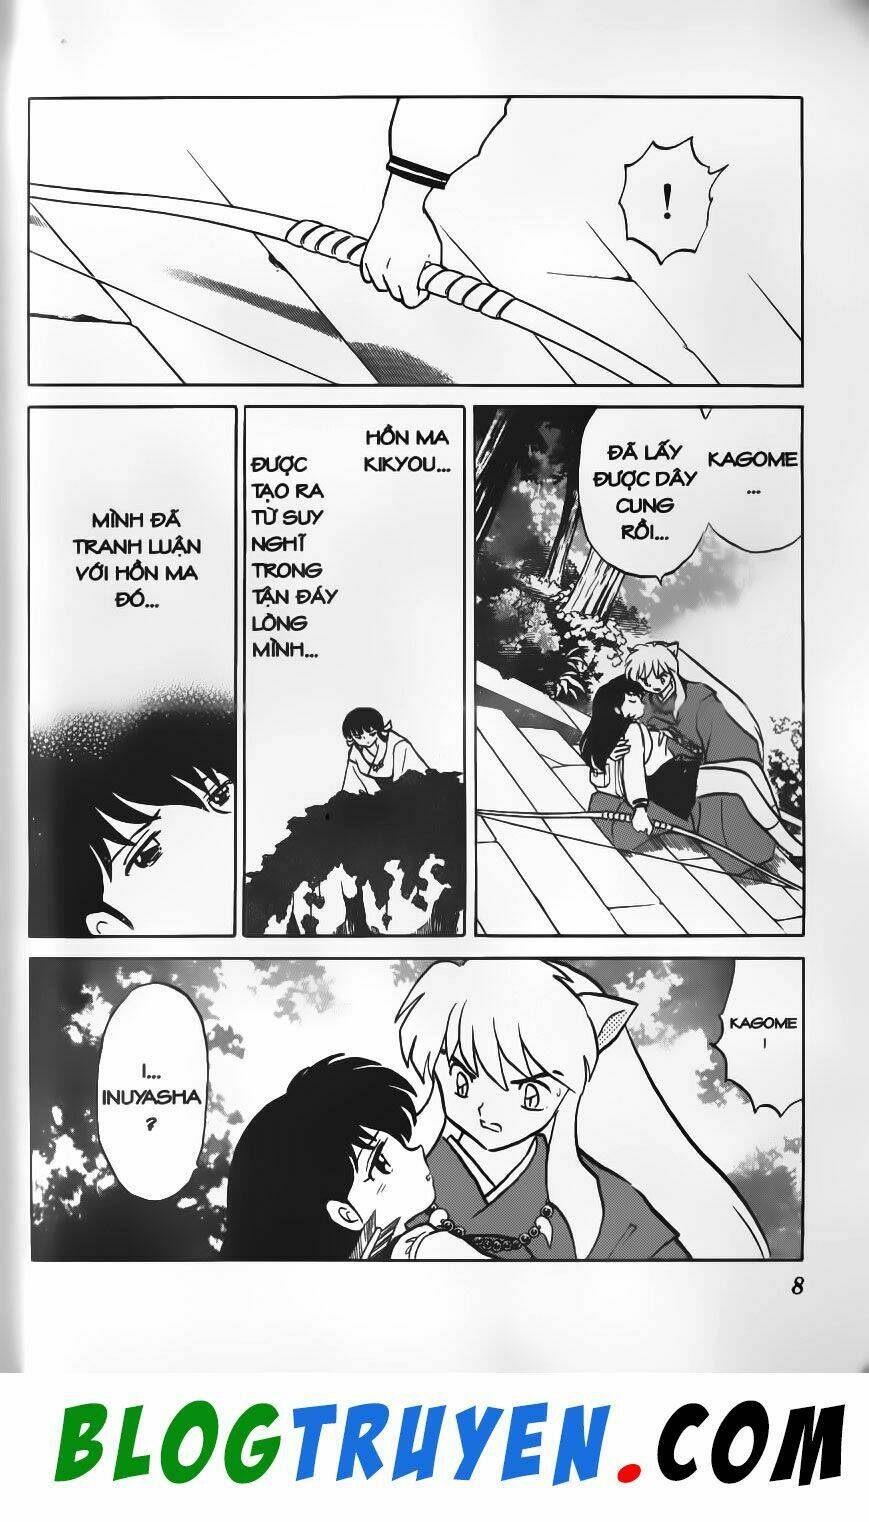 !
KAGOME
...
ĐÃ LẤY
ĐƯỢC DÂY
CUNG
RỒI...
HỒN MA
KIKYOU...
ĐƯỢC
TẠO RA
TỪ SUY
NGHĨ
TRONG
TẬN ĐÁY
LÒNG
MÌNH...
MÌNH ĐÃ
TRANH LUẬN
VỚI HỒN MA
ĐÓ...
KAGOME
!
I...
INUYASHA
?
8
BLOGTRUYEN.COM